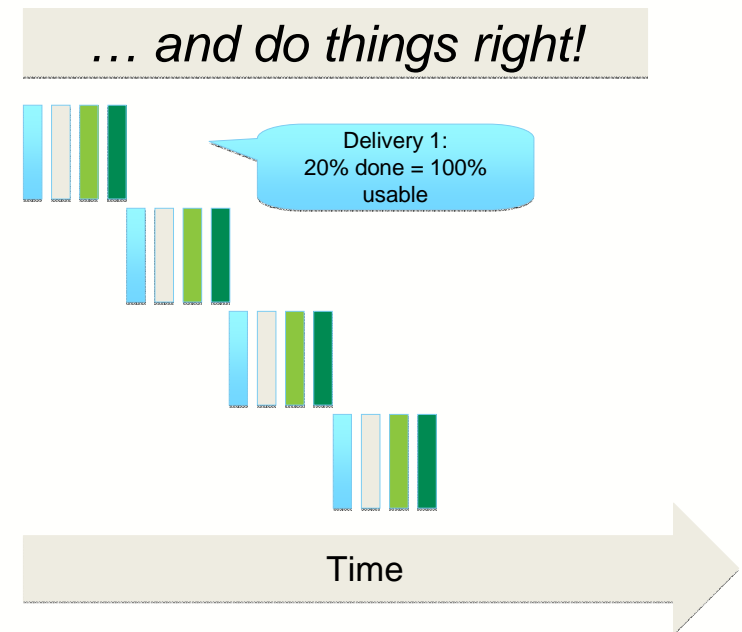 … and do things right!
Delivery 1:
20% done = 100%
usable
Time